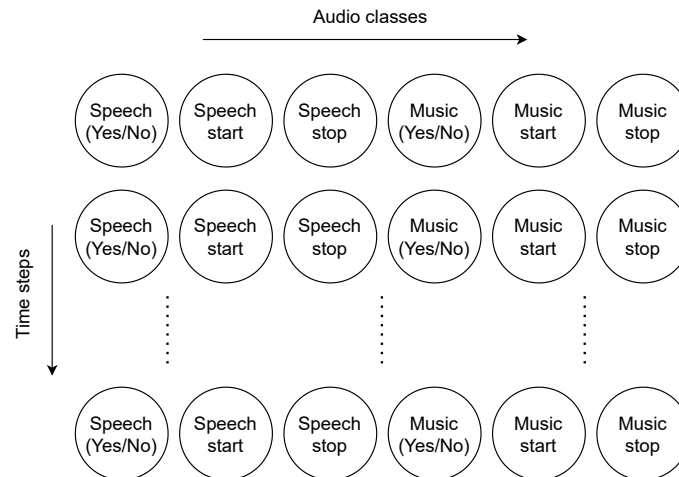 Audio classes
Speech
(Yes/No)
Speech
start
Speech
stop
Music
(Yes/No)
Music
start
Music
stop
Time steps
Speech
(Yes/No)
Speech
start
Speech
stop
Music
(Yes/No)
Music
start
Music
stop
Speech
(Yes/No)
Speech
start
Speech
stop
Music
(Yes/No)
Music
start
Music
stop